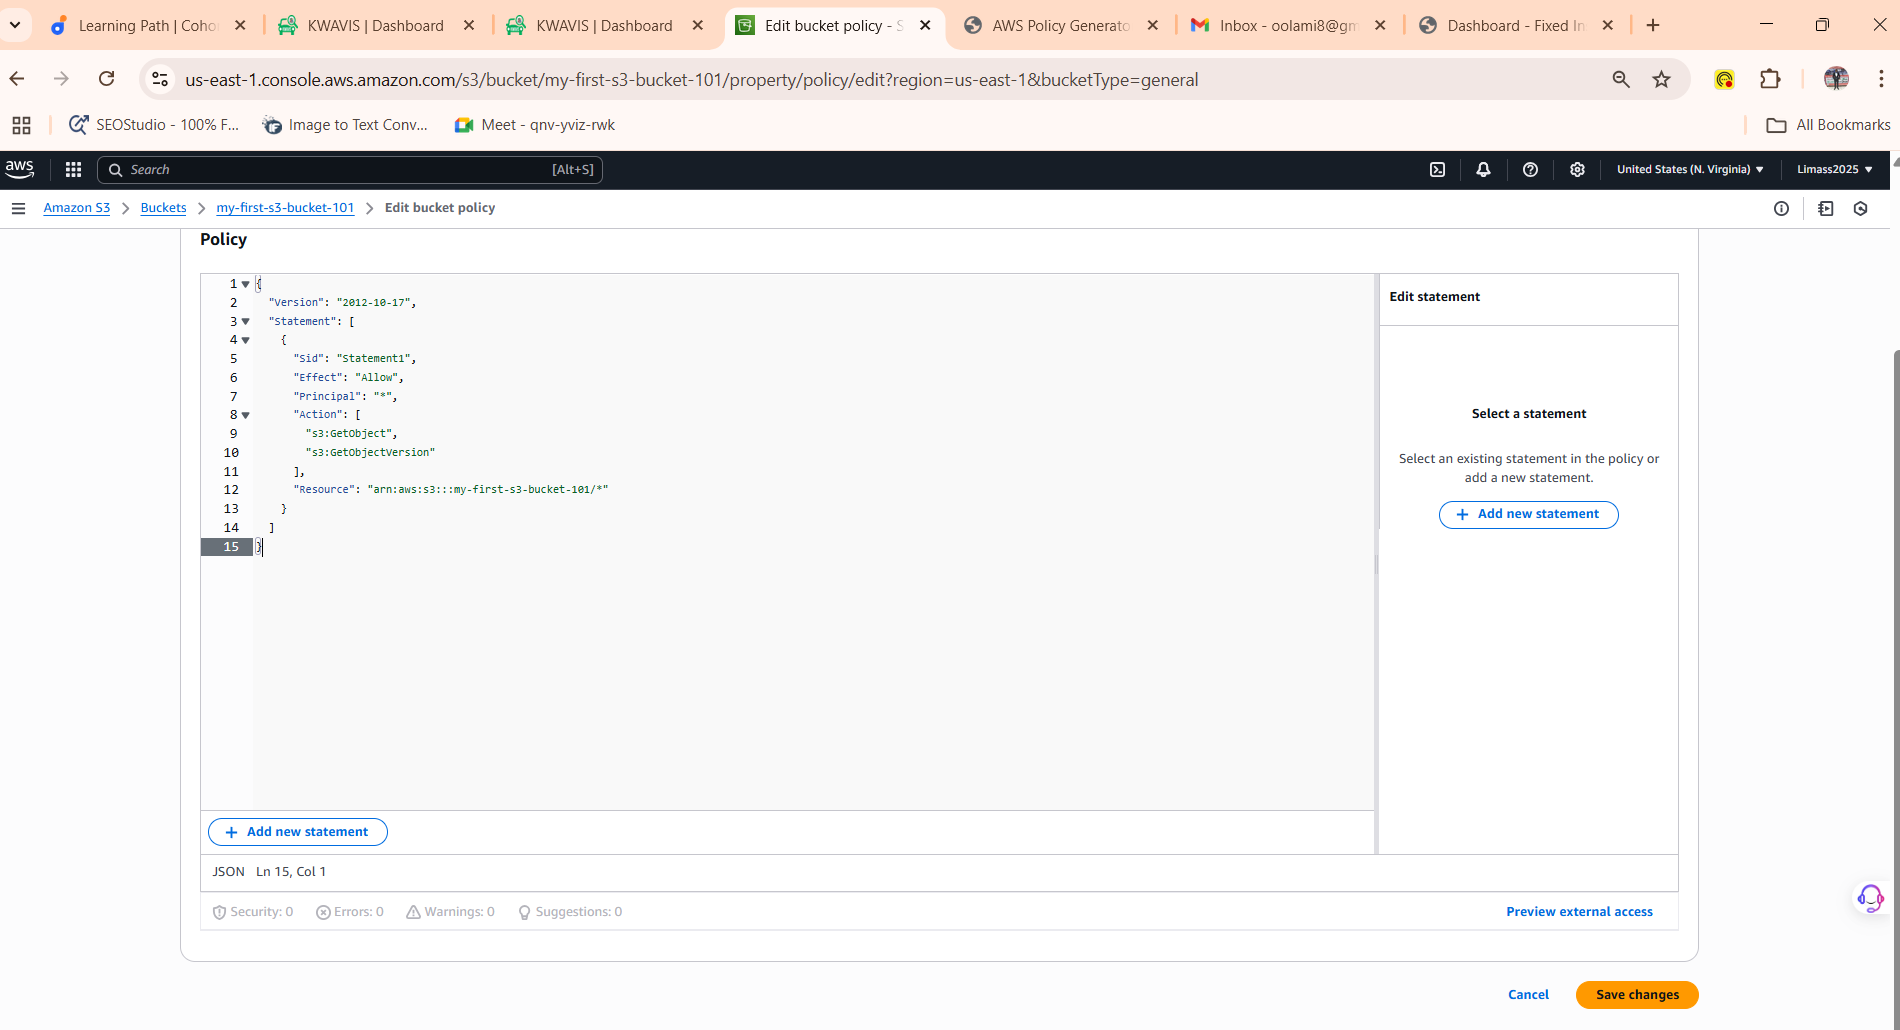 Learning Path | Coho
KWAVIS | Dashboard
KWAVIS | Dashboard
Edit bucket policy - S
AWS Policy Generato
Inbox - oolami8@gm
Dashboard - Fixed In
us-east-1.console.aws.amazon.com/s3/bucket/my-first-s3-bucket-101/property/policy/edit?region=us-east-1&bucketType=general
SEOStudio - 100% F...
Image to Text Conv...
Meet - qnv-yviz-rwk
All Bookmarks
aws
Search
[Alt+S]
United States (N. Virginia)
Limass2025
Amazon S3
Buckets
my-first-s3-bucket-101
Edit bucket policy
Policy
1 {
2 "Version": "2012-10-17",
3 "Statement": [
4 {
5 "Sid": "Statement1",
6 "Effect": "Allow",
7 "Principal": "*",
8 "Action": [
9 "s3:GetObject",
10 "s3:GetObjectVersion"
11 ],
12 "Resource": "arn:aws:s3:::my-first-s3-bucket-101/*"
13 }
14 ]
15 }
Edit statement
Select a statement
Select an existing statement in the policy or
add a new statement.
+ Add new statement
+ Add new statement
JSON Ln 15, Col 1
Security: 0
Errors: 0
Warnings: 0
Suggestions: 0
Preview external access
Cancel
Save changes